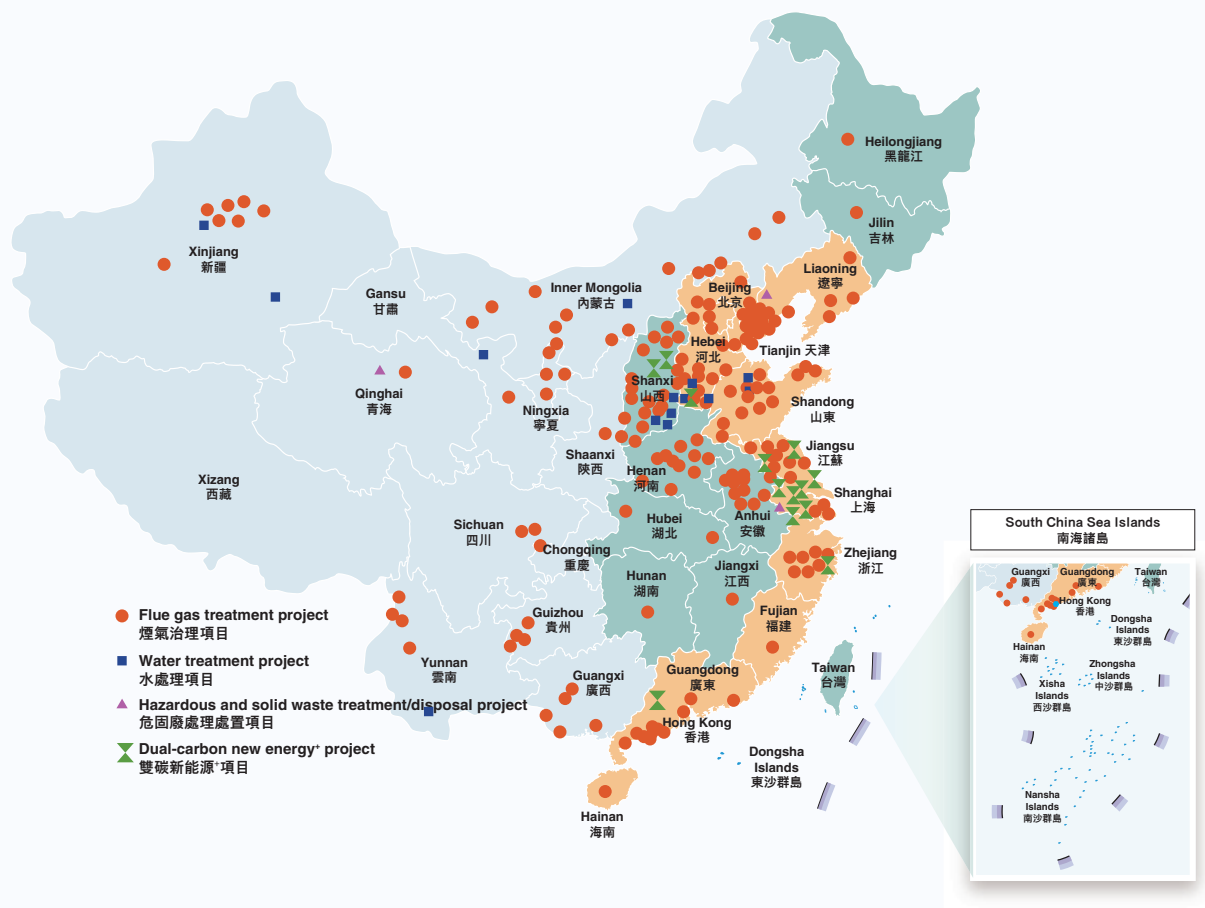 Heilongjiang
黑龍江
Jilin
吉林
Liaoning
遼寧
Xinjiang
新疆
Gansu
甘肅
Inner Mongolia
內蒙古
Beijing
北京
Hebei
河北
Tianjin 天津
Qinghai
青海
Ningxia
寧夏
Shanxi
山西
Shandong
山東
Shaanxi
陝西
Henan
河南
Jiangsu
江蘇
Xizang
西藏
Shanghai
上海
Sichuan
四川
Chongqing
重慶
Hubei
湖北
Anhui
安徽
Zhejiang
浙江
Hunan
湖南
Jiangxi
江西
Guizhou
貴州
Fujian
福建
Yunnan
雲南
Guangxi
廣西
Guangdong
廣東
Taiwan
台灣
Hong Kong
香港
Dongsha
Islands
東沙群島
Hainan
海南
Flue gas treatment project
煙氣治理項目
Water treatment project
水處理項目
Hazardous and solid waste treatment/disposal project
危固廢處理處置項目
Dual-carbon new energy⁺ project
雙碳新能源⁺項目
South China Sea Islands
南海諸島
Guangxi
廣西
Guangdong
廣東
Taiwan
台灣
Hong Kong
香港
Dongsha
Islands
東沙群島
Hainan
海南
Zhongsha
Islands
中沙群島
Xisha
Islands
西沙群島
Nansha
Islands
南沙群島